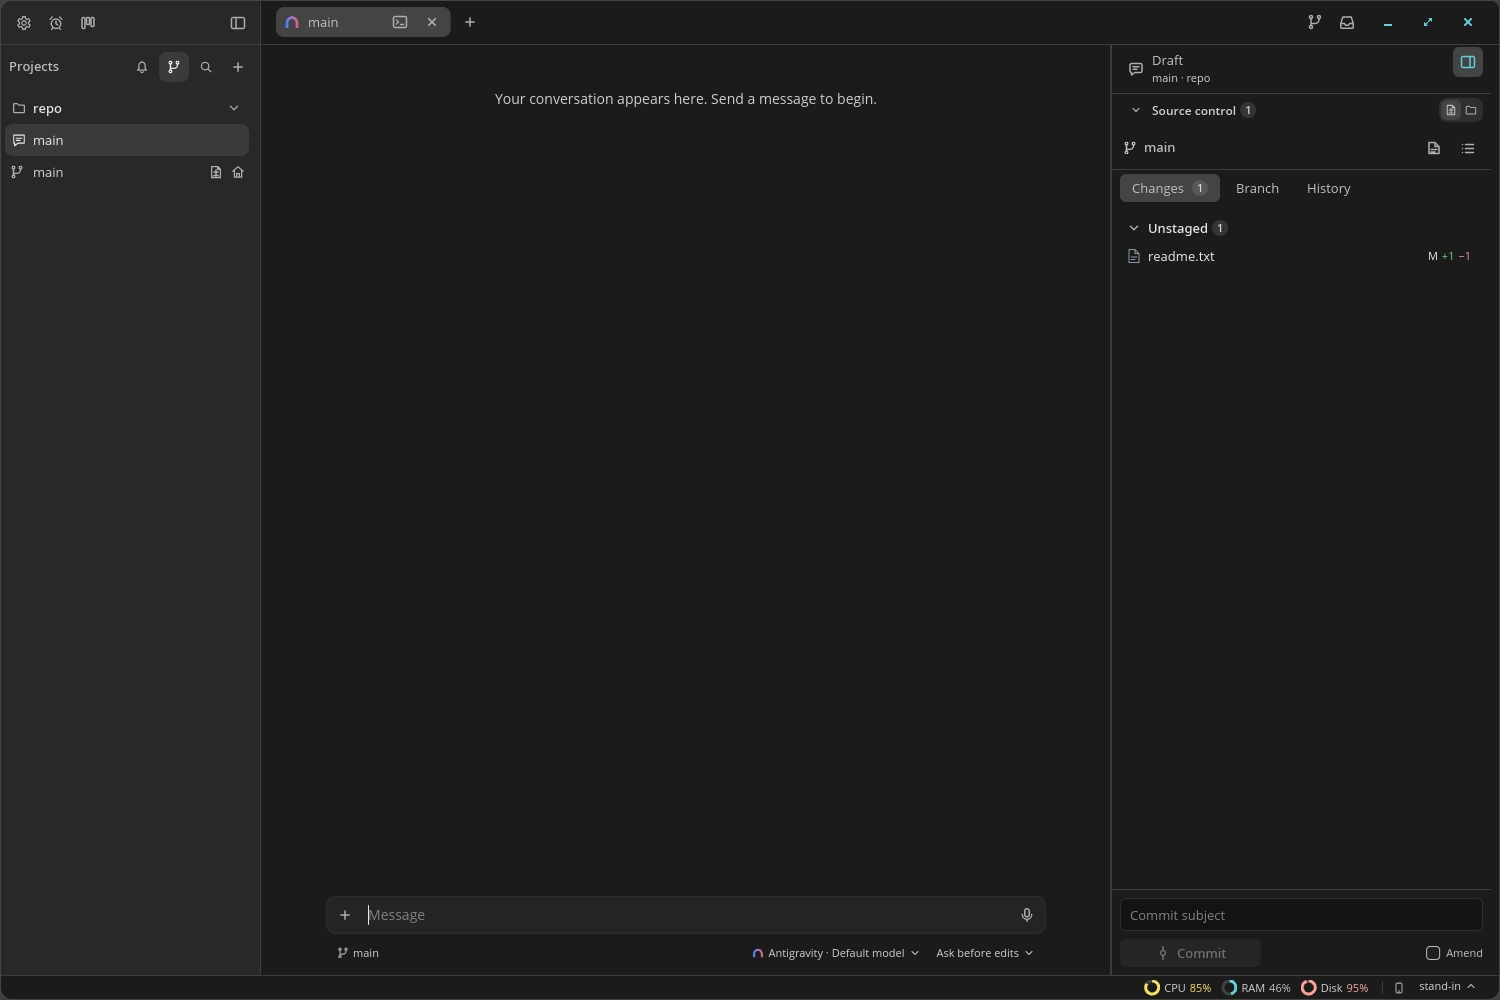 main
Projects
repo
main
main
Your conversation appears here. Send a message to begin.
Message
main
Antigravity · Default model
Ask before edits
Draft
main · repo
Source control 1
main
Changes 1
Branch
History
Unstaged 1
readme.txt
M +1 −1
Commit subject
Commit
Amend
CPU 85%
RAM 46%
Disk 95%
stand-in